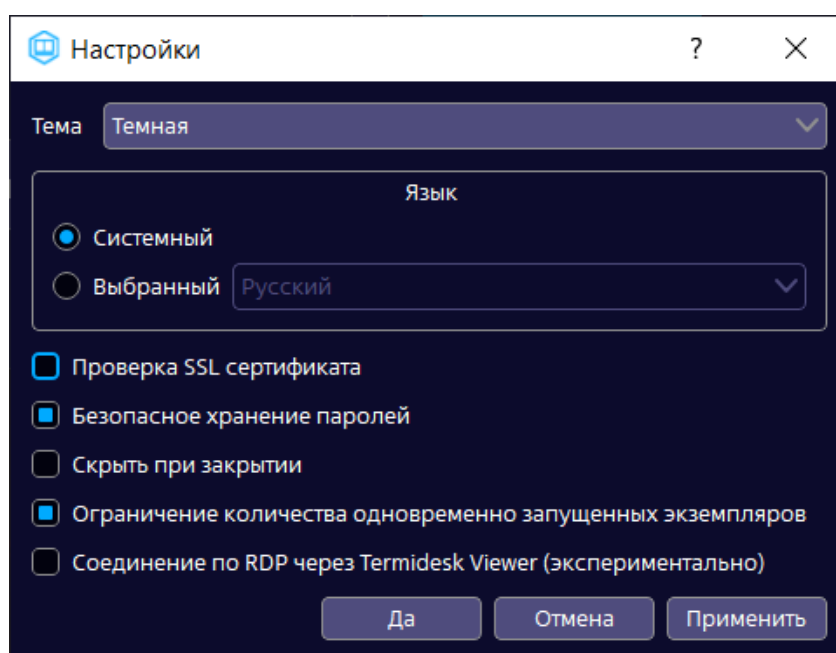 Настройки
?
Тема Темная
Язык
Системный
Выбранный Русский
Проверка SSL сертификата
Безопасное хранение паролей
Скрыть при закрытии
Ограничение количества одновременно запущенных экземпляров
Соединение по RDP через Termidesk Viewer (экспериментально)
Да Отмена Применить